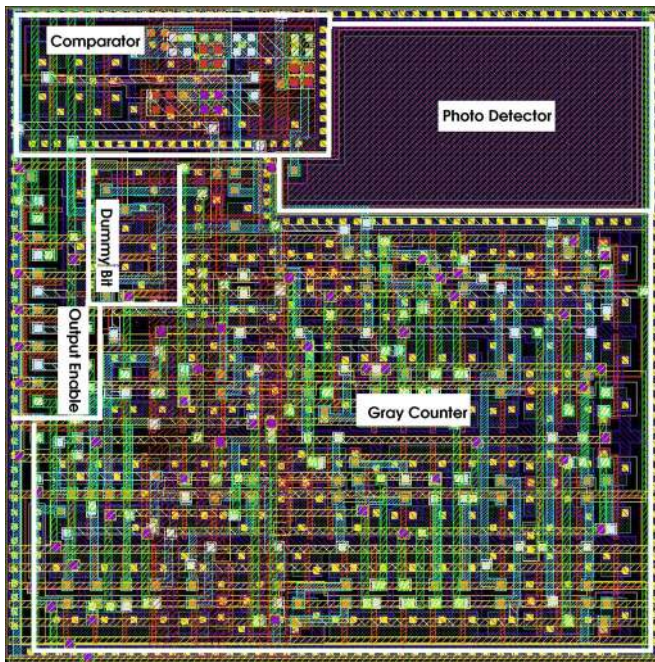 Comparator
Photo Detector
Dummy Bit
Output Enable
Gray Counter